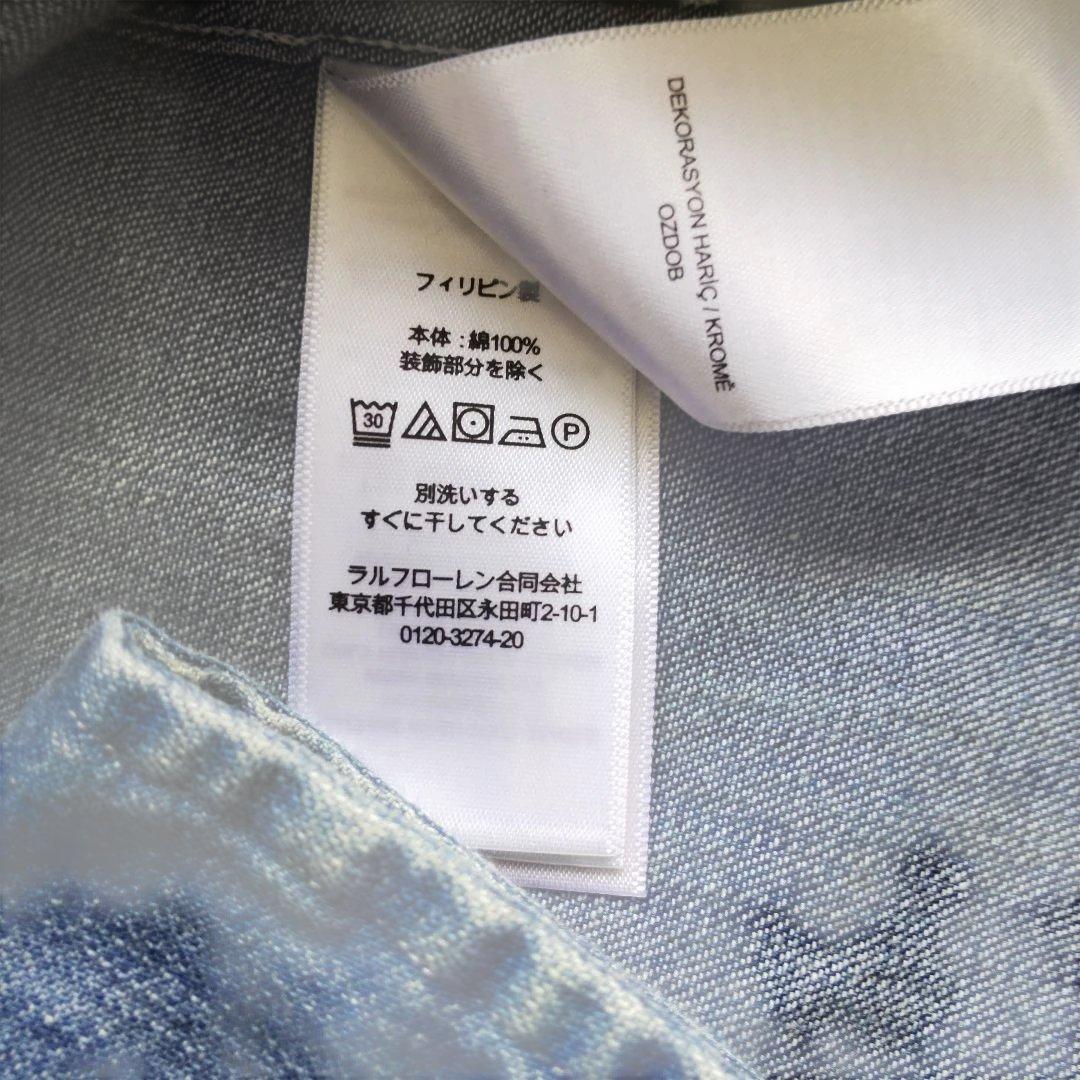 フィリピン製
本体 : 綿100%
装飾部分を除く
30
P
別洗いする
すぐに干してください
ラルフローレン合同会社
東京都千代田区永田町2-10-1
0120-3274-20
DEKORASYON HARİÇ / KROMĚ
OZDOB